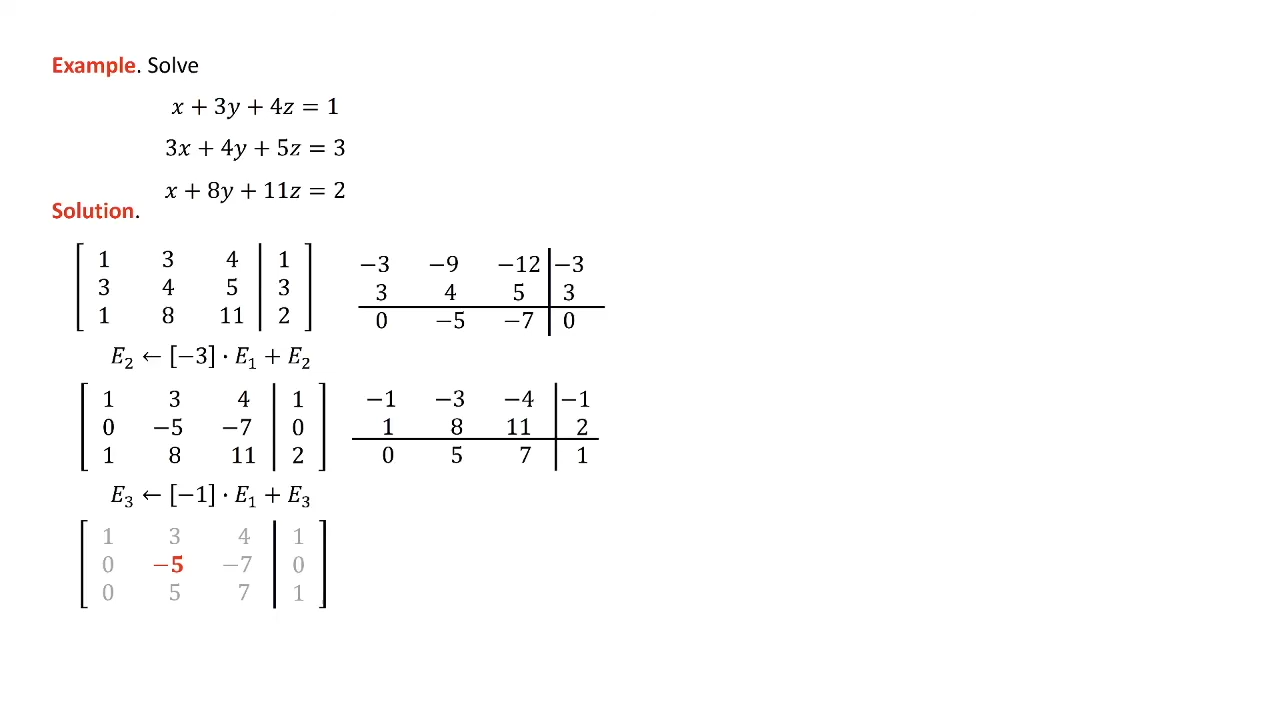 Example. Solve
x + 3y + 4z = 1
3x + 4y + 5z = 3
x + 8y + 11z = 2
Solution.
1 3 4 1
3 4 5 3
1 8 11 2
−3 −9 −12 −3
3 4 5 3
0 −5 −7 0
E₂ ← [−3] · E₁ + E₂
1 3 4 1
0 −5 −7 0
1 8 11 2
−1 −3 −4 −1
1 8 11 2
0 5 7 1
E₃ ← [−1] · E₁ + E₃
1 3 4 1
0 −5 −7 0
0 5 7 1